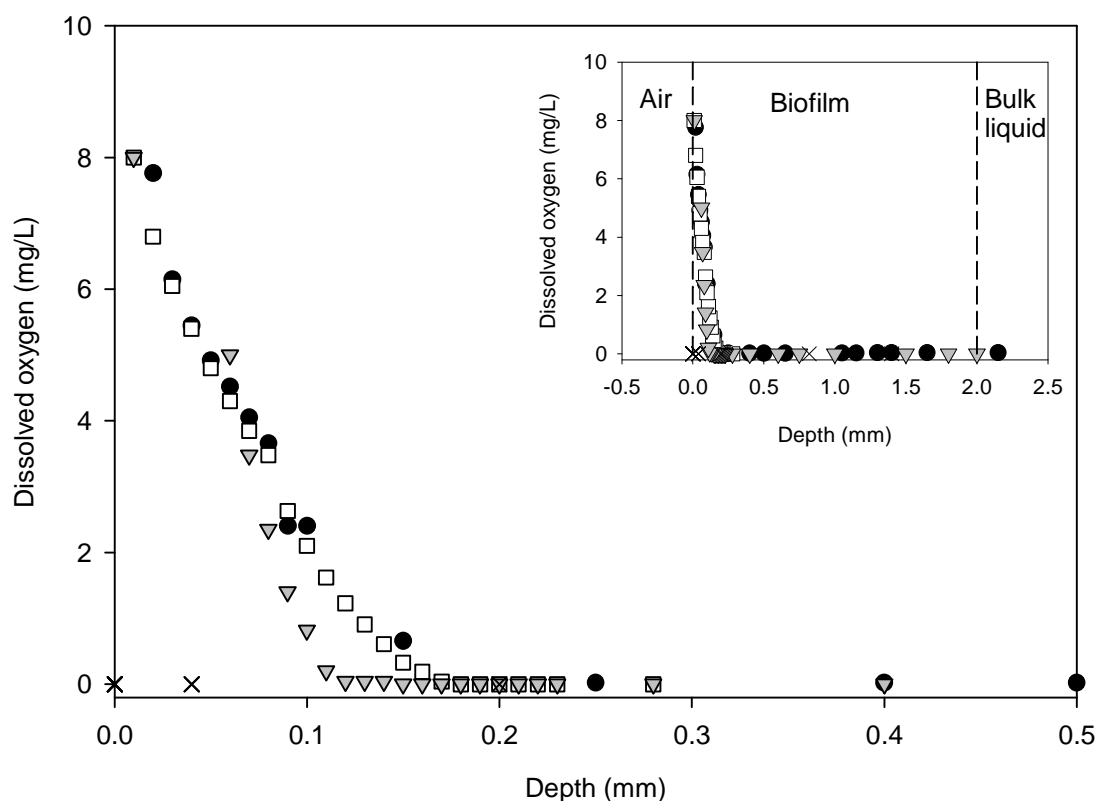 10
8
6
4
2
0
Dissolved oxygen (mg/L)
0.0 0.1 0.2 0.3 0.4 0.5
Depth (mm)
10
8
6
4
2
0
Dissolved oxygen (mg/L)
Air
Biofilm
Bulk
liquid
-0.5 0.0 0.5 1.0 1.5 2.0 2.5
Depth (mm)